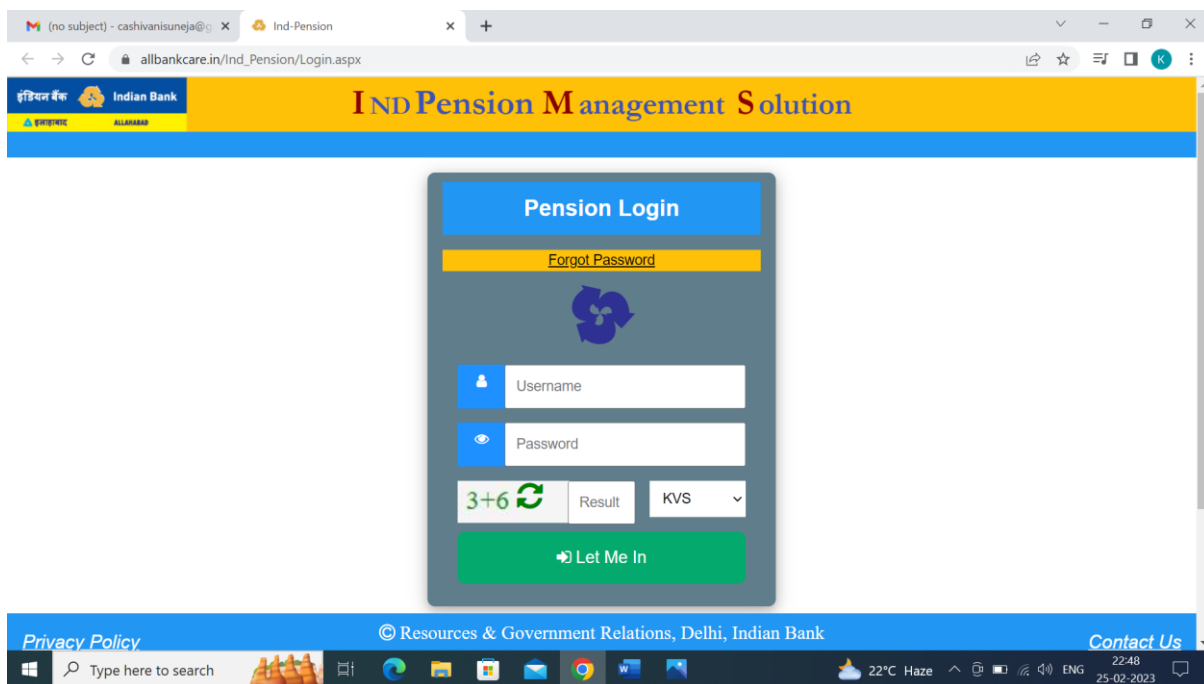 (no subject) - cashivanisuneja@g
Ind-Pension
allbankcare.in/Ind_Pension/Login.aspx
K
इंडियन बैंक Indian Bank
इलाहाबाद ALLAHABAD
IND Pension Management Solution
Pension Login
Forgot Password
Username
Password
3+6 Result KVS
Let Me In
Privacy Policy
© Resources & Government Relations, Delhi, Indian Bank
Contact Us
Type here to search
22°C Haze
ENG
22:48
25-02-2023